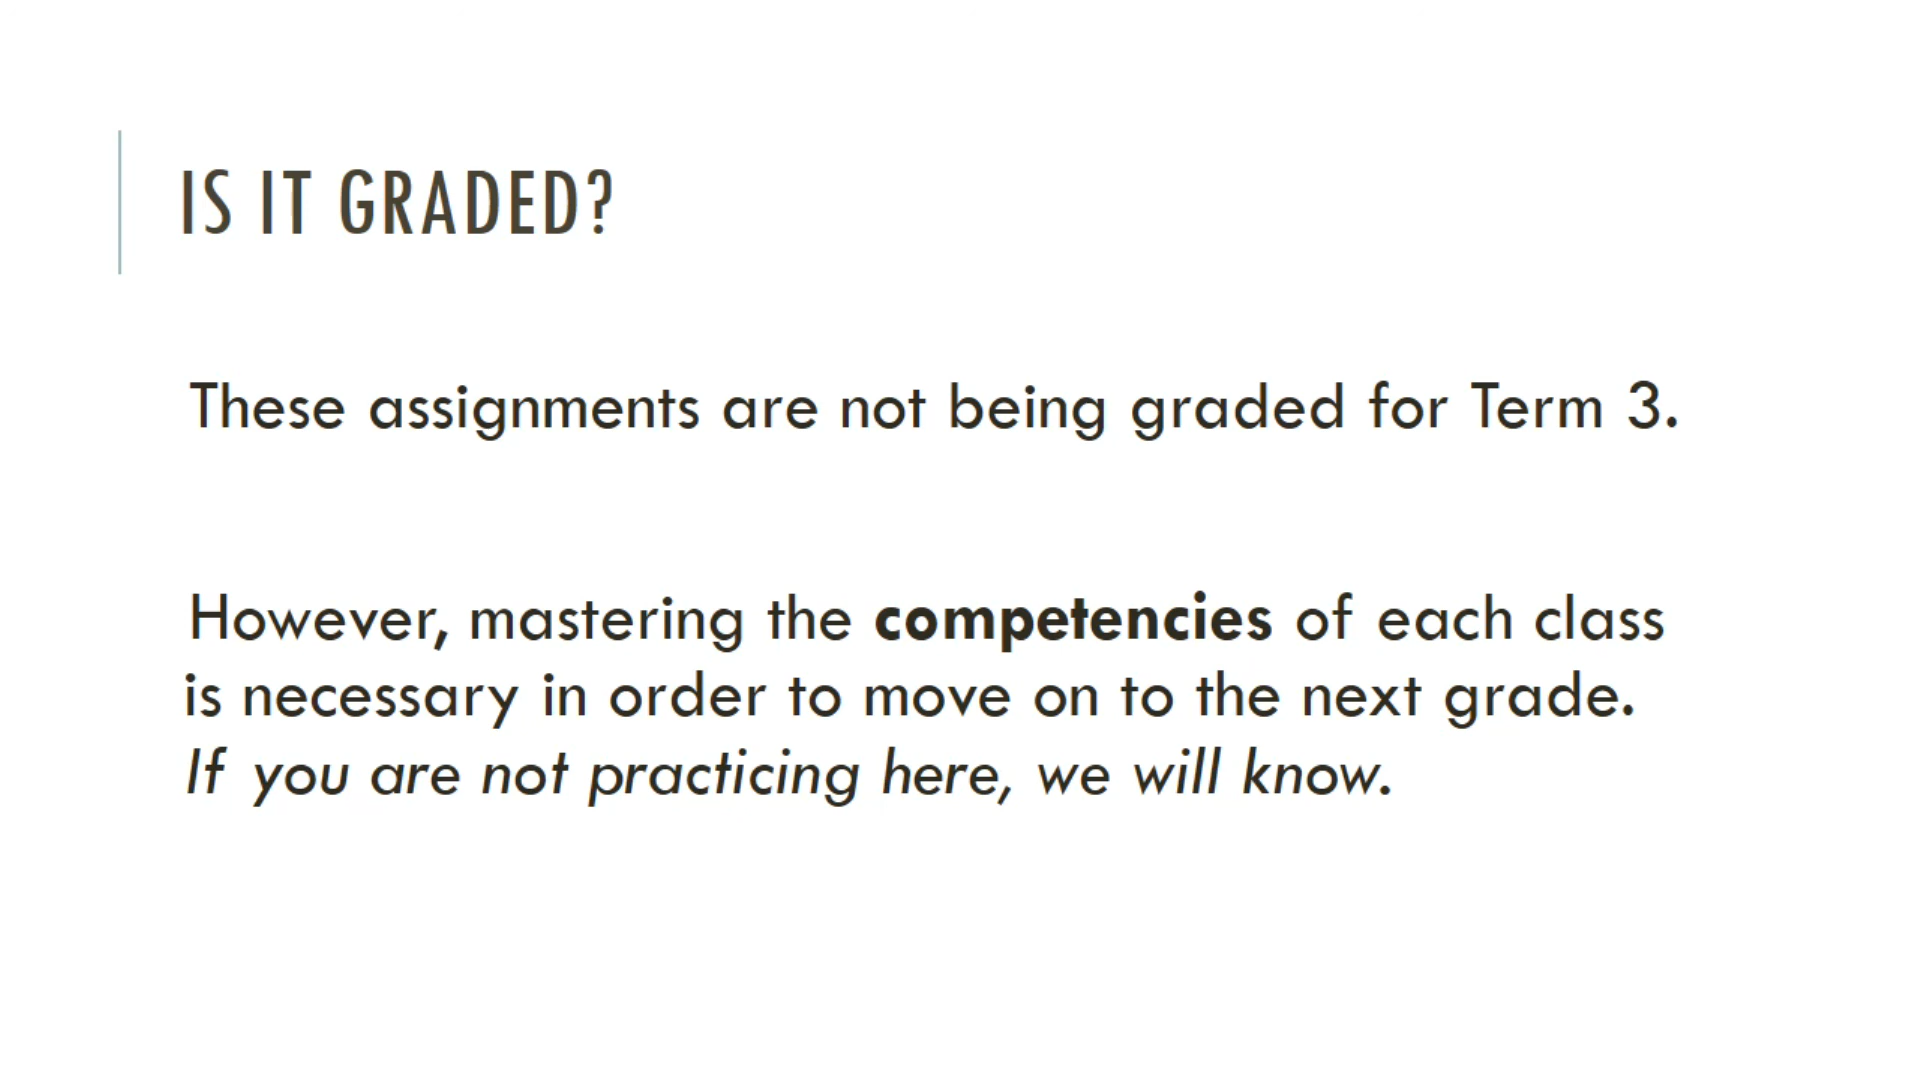 IS IT GRADED?
These assignments are not being graded for Term 3.
However, mastering the competencies of each class
is necessary in order to move on to the next grade.
If you are not practicing here, we will know.